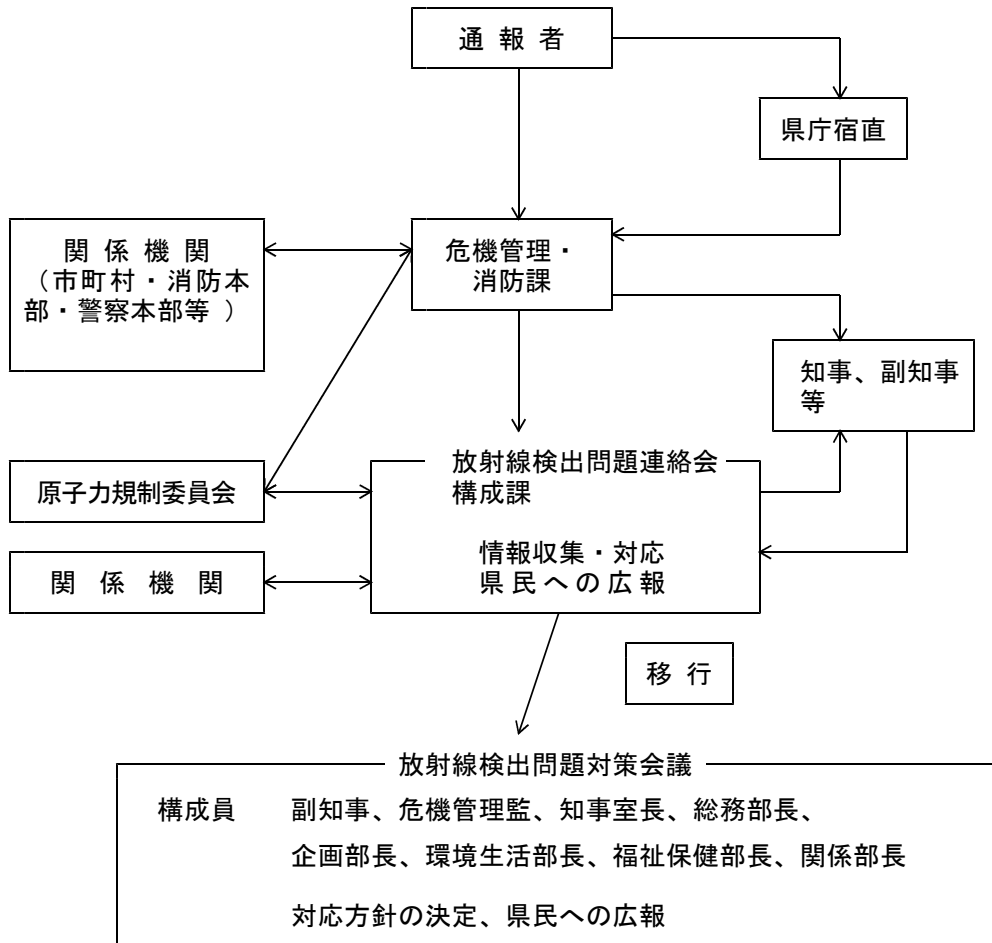 通 報 者
県庁宿直
関 係 機 関
（市町村・消防本
部・警察本部等 ）
危機管理・
消防課
知事、副知事
等
放射線検出問題連絡会
構成課
原子力規制委員会
情報収集・対応
県民への広報
関 係 機 関
移 行
放射線検出問題対策会議
構成員 副知事、危機管理監、知事室長、総務部長、
企画部長、環境生活部長、福祉保健部長、関係部長
対応方針の決定、県民への広報